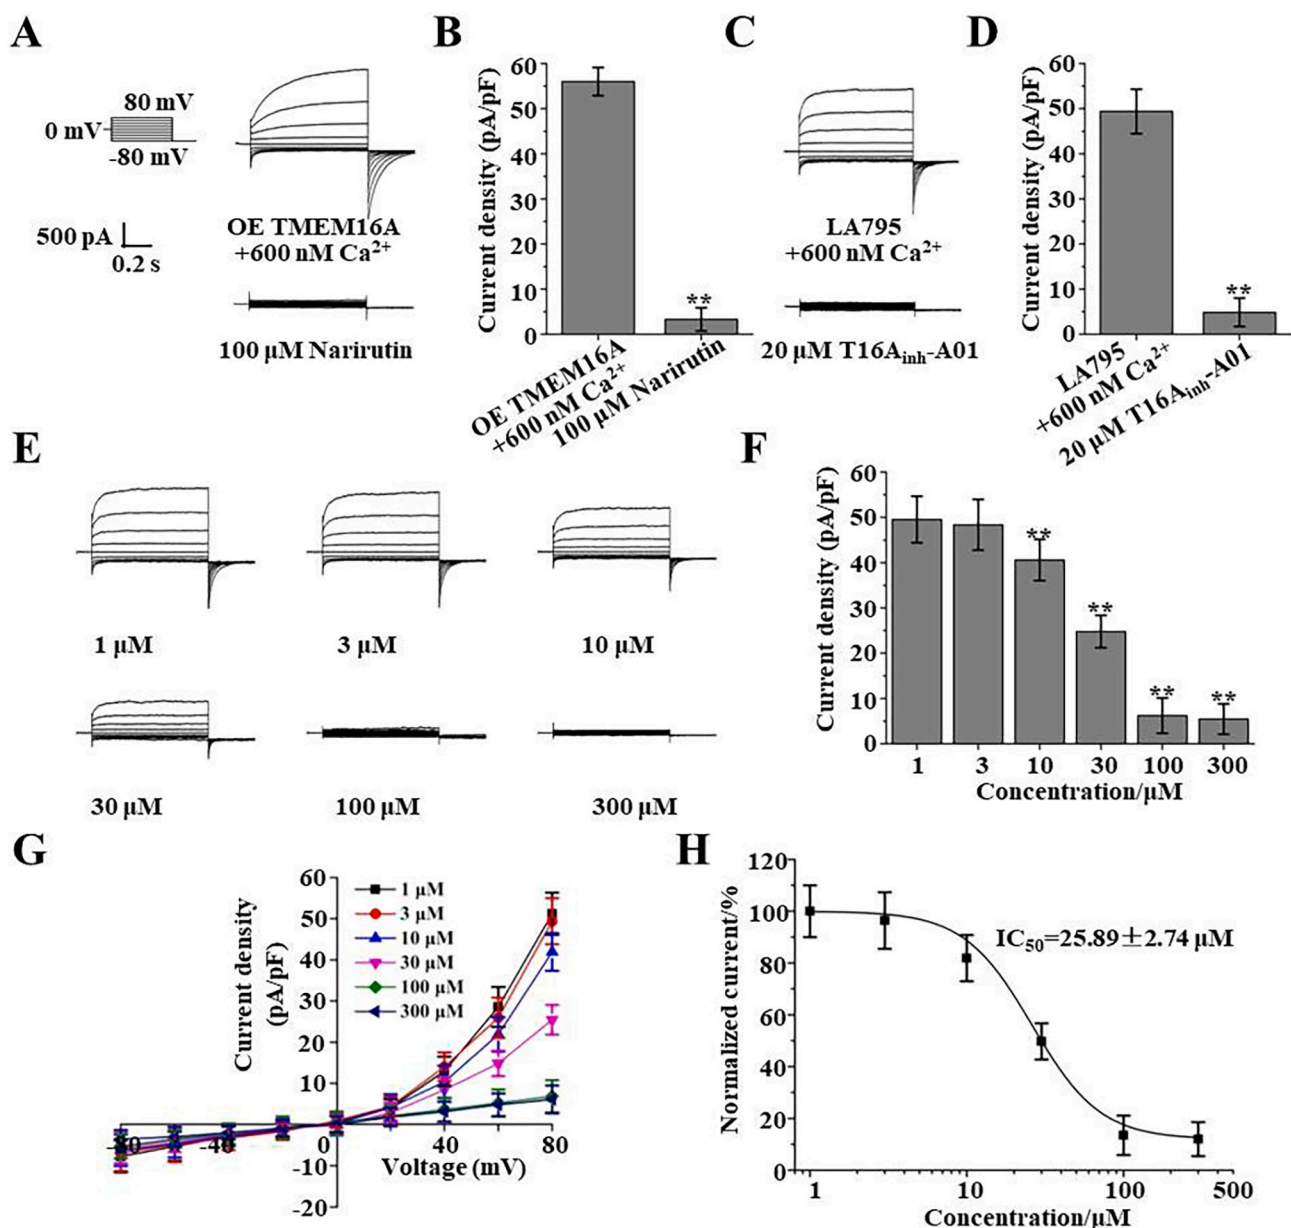 A
80 mV
0 mV
-80 mV
500 pA
0.2 s
OE TMEM16A
+600 nM Ca²⁺
100 μM Narirutin
B
Current density (pA/pF)
60
50
40
30
20
10
0
**
OE TMEM16A
+600 nM Ca²⁺
100 μM Narirutin
C
LA795
+600 nM Ca²⁺
20 μM T16Aᵢₙₕ-A01
D
Current density (pA/pF)
60
50
40
30
20
10
0
**
LA795
+600 nM Ca²⁺
20 μM T16Aᵢₙₕ-A01
E
1 μM
3 μM
10 μM
30 μM
100 μM
300 μM
F
Current density (pA/pF)
60
50
40
30
20
10
0
**
**
**
**
1 3 10 30 100 300
Concentration/μM
G
Current density
(pA/pF)
60
50
40
30
20
10
-10
-20
-80 -40 0 40 80
Voltage (mV)
1 μM
3 μM
10 μM
30 μM
100 μM
300 μM
H
Normalized current/%
120
100
80
60
40
20
0
IC₅₀=25.89±2.74 μM
1 10 100 500
Concentration/μM